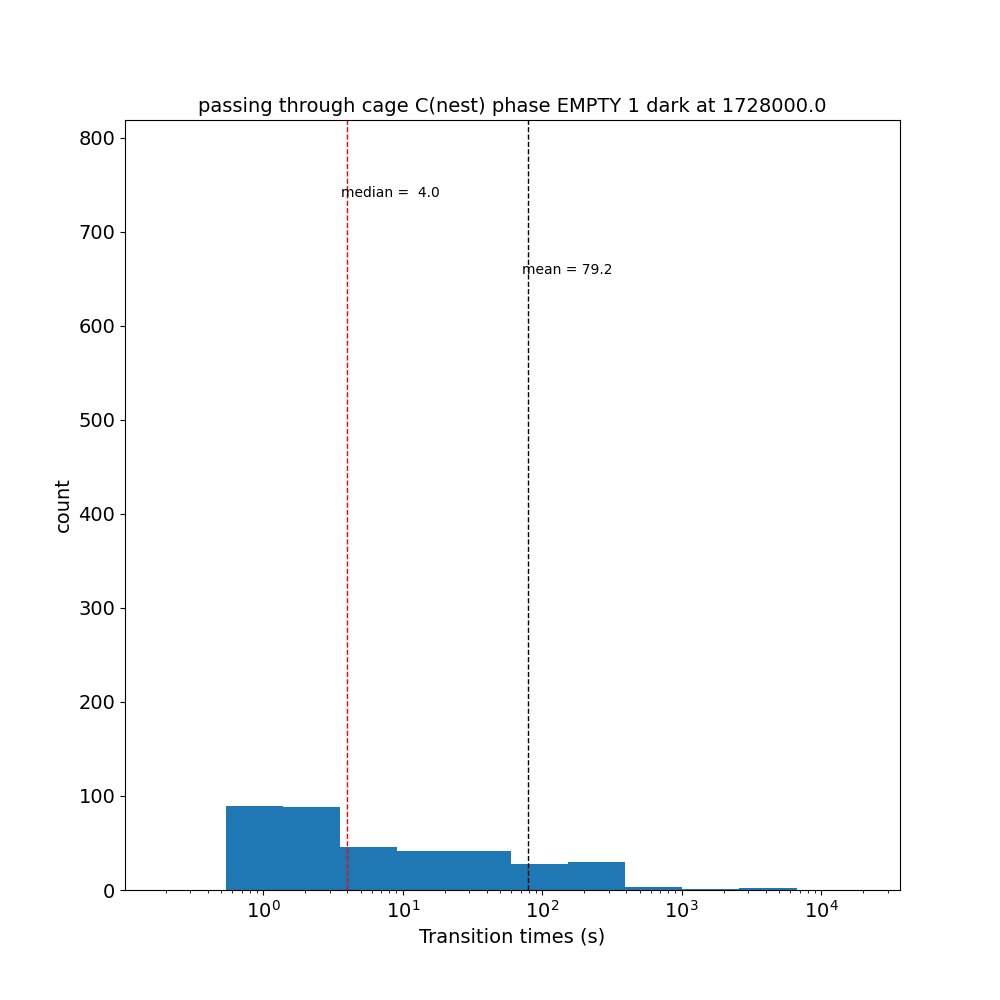 passing through cage C(nest) phase EMPTY 1 dark at 1728000.0
800
median =  4.0
700
mean = 79.2
600
500
400
count
300
200
100
0
10⁰ 10¹ 10² 10³ 10⁴
Transition times (s)